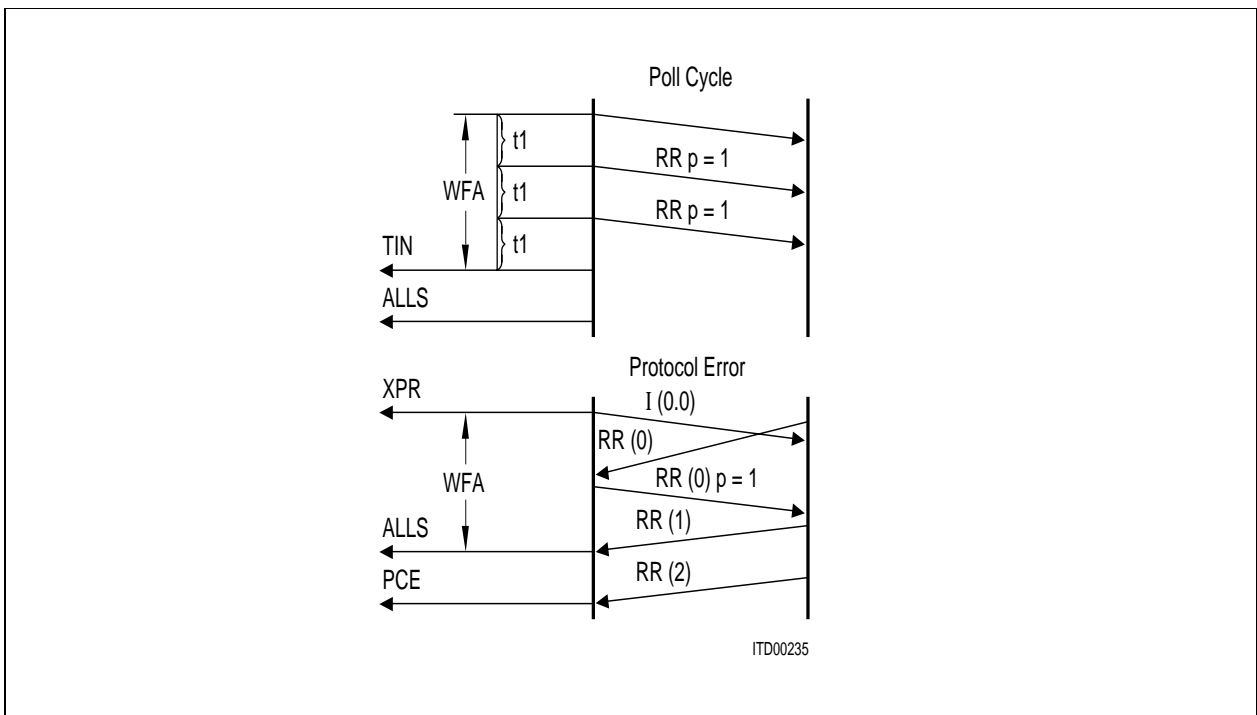 Poll Cycle
t1
RR p = 1
WFA
t1
RR p = 1
TIN
t1
ALLS
Protocol Error
XPR
I (0.0)
RR (0)
WFA
RR (0) p = 1
ALLS
RR (1)
PCE
RR (2)
ITD00235